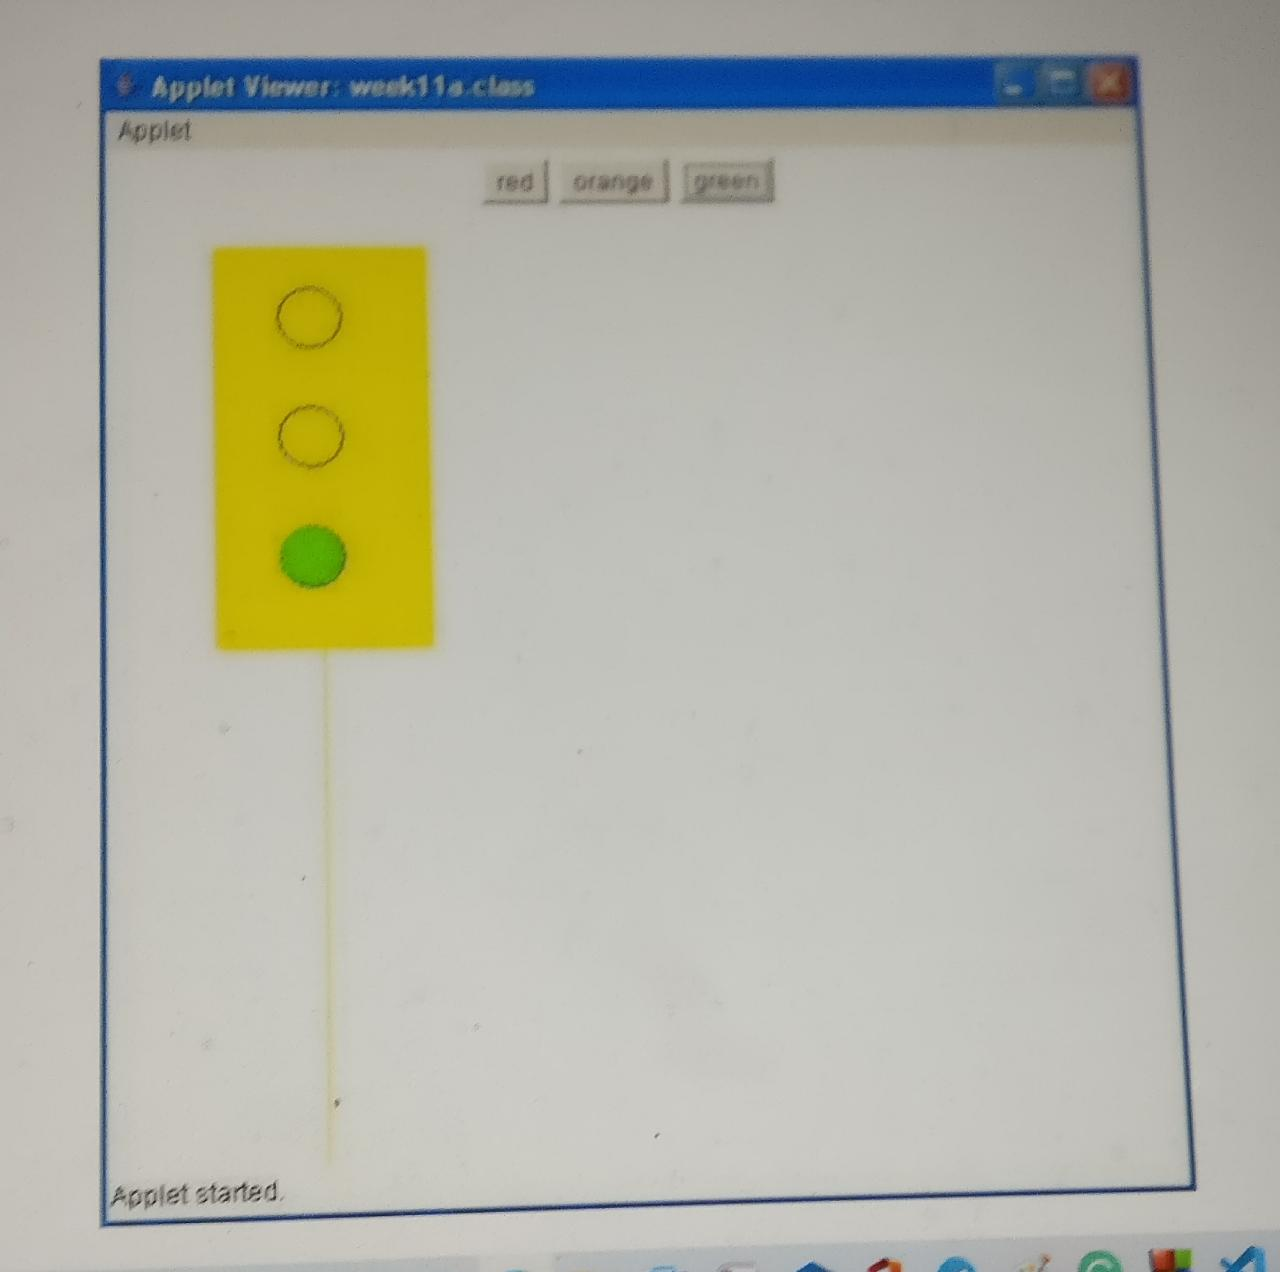 Applet Viewer: week11a.class
Applet
red orange green
Applet started.